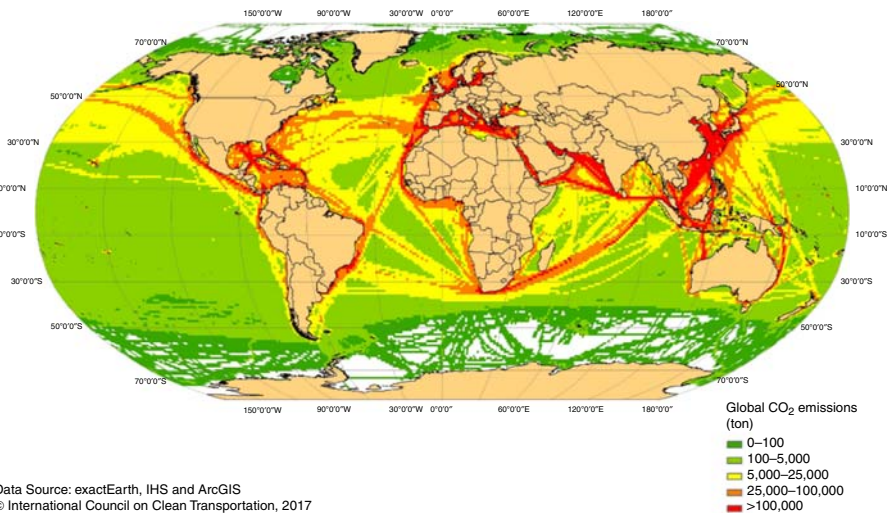 150°0'0"W 90°0'0"W 30°0'0"W 0°0'0" 60°0'0"E 120°0'0"E 180°0'0"E
70°0'0"N 70°0'0"N
50°0'0"N 50°0'0"N
30°0'0"N 30°0'0"N
10°0'0"N 10°0'0"N
0°0'0"S 10°0'0"S
30°0'0"S 30°0'0"S
50°0'0"S 50°0'0"S
70°0'0"S 70°0'0"S
150°0'0"W 90°0'0"W 30°0'0"W 0°0'0" 60°0'0"E 120°0'0"E 180°0'0"E
Global CO₂ emissions
(ton)
0–100
100–5,000
5,000–25,000
25,000–100,000
>100,000
Data Source: exactEarth, IHS and ArcGIS
© International Council on Clean Transportation, 2017